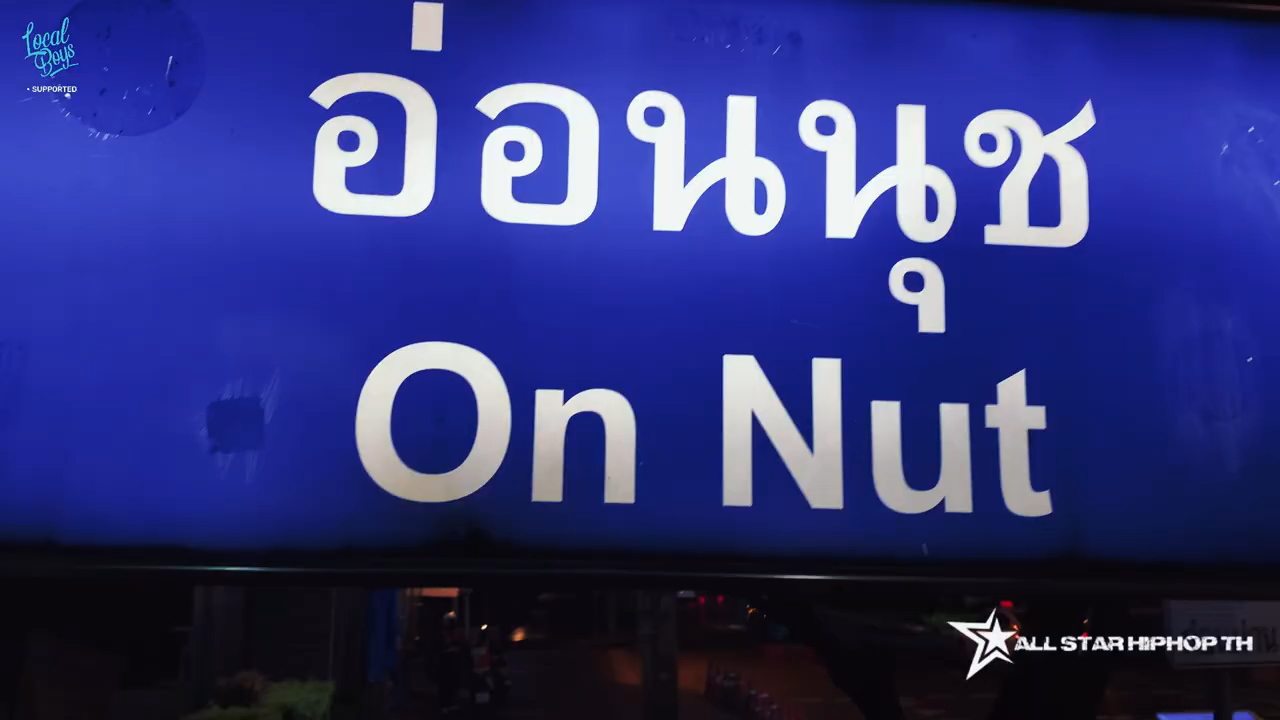 Local
Boys
• SUPPORTED
อ่อนนุช
On Nut
ALL STAR HIPHOP TH